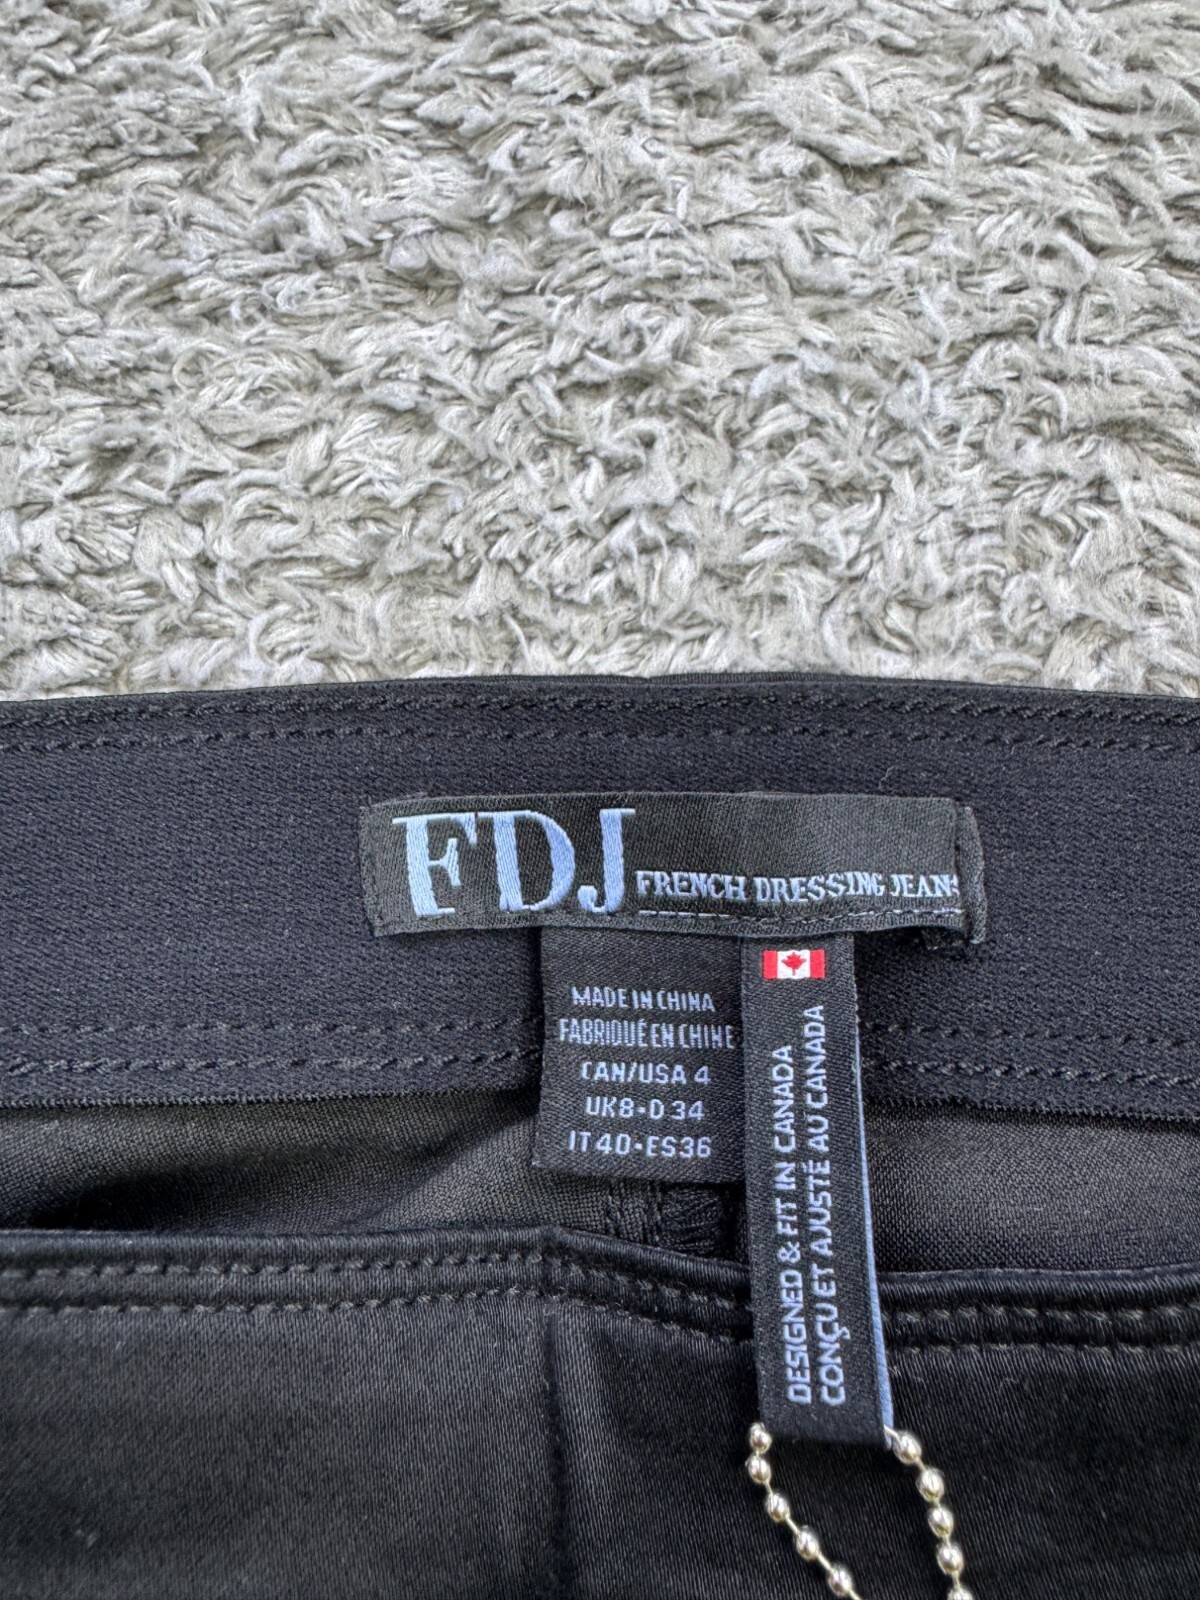 FDJ FRENCH DRESSING JEANS
MADE IN CHINA
FABRIQUÉ EN CHINE
CAN/USA 4
UK8-D 34
IT 40-ES36
DESIGNED & FIT IN CANADA
CONÇU ET AJUSTÉ AU CANADA